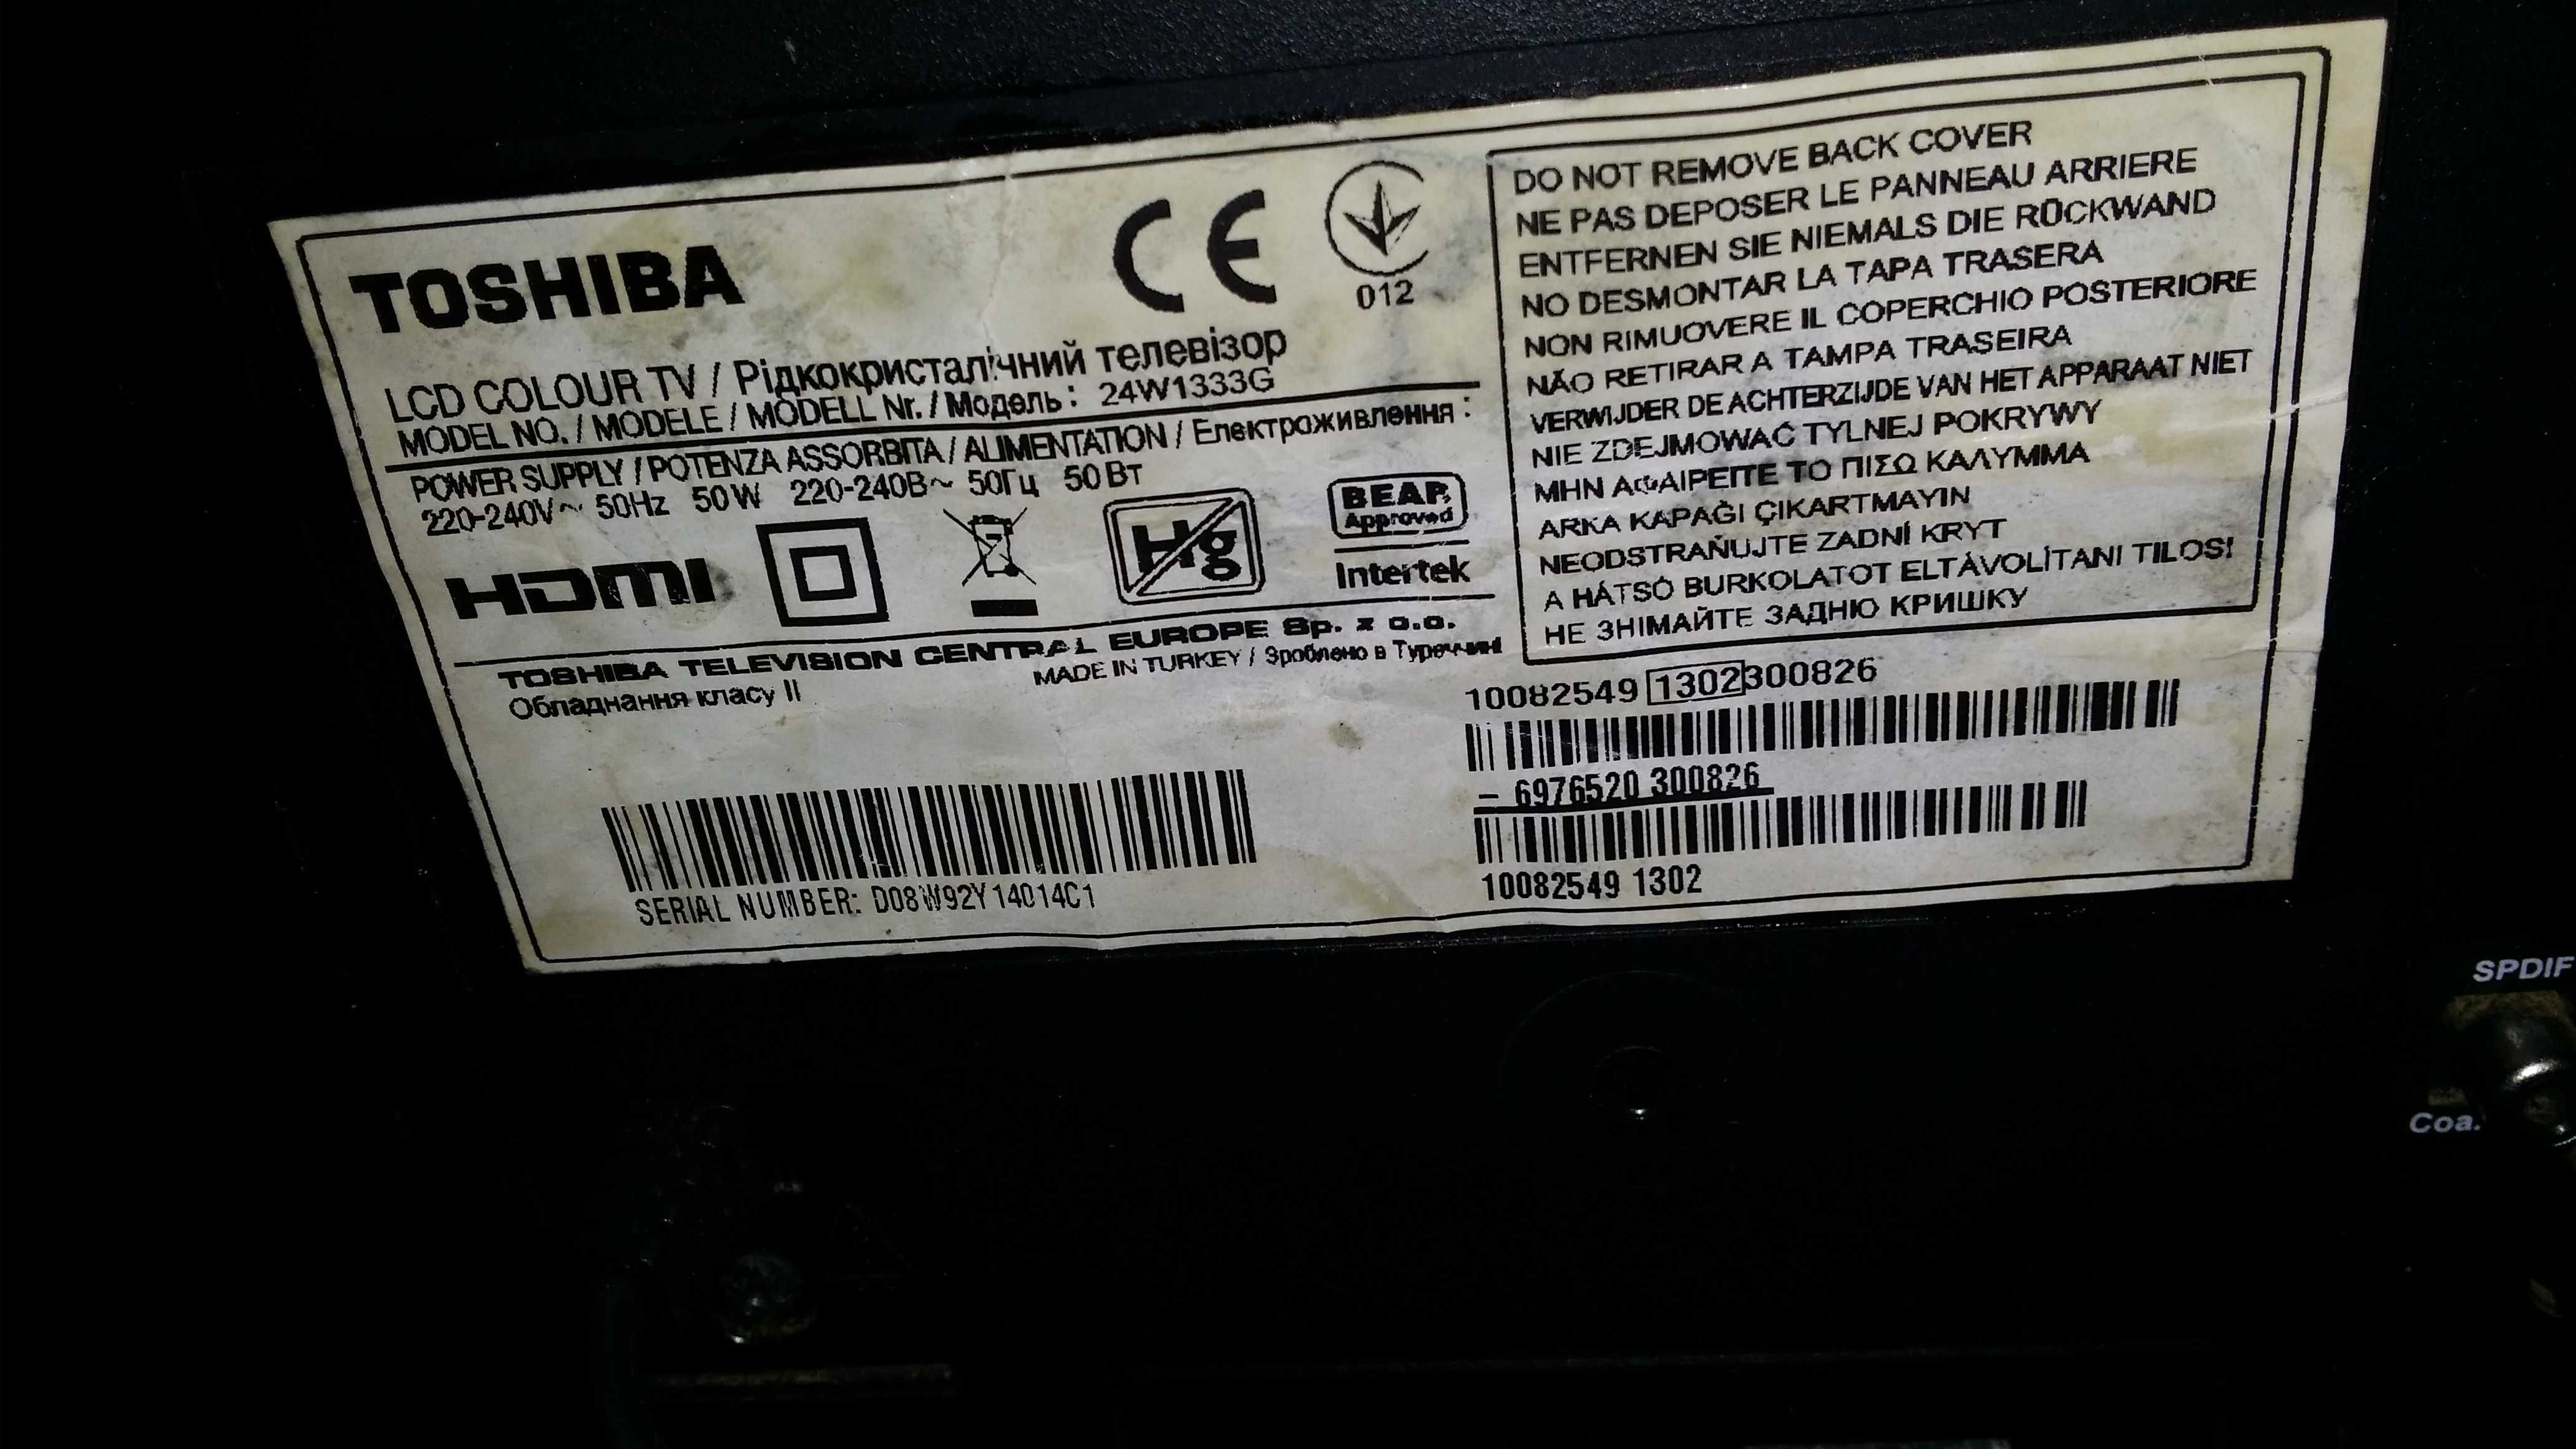 TOSHIBA
CE
012
LCD COLOUR TV / Рідкокристалічний телевізор
MODEL NO. / MODELE / MODELL Nr. / Модель : 24W1333G
POWER SUPPLY / POTENZA ASSORBITA / ALIMENTATION / Електроживлення :
220-240V~ 50Hz 50W 220-240В~ 50Гц 50Вт
HDMI
Hg
BEAB
Approved
Intertek
TOSHIBA TELEVISION CENTRAL EUROPE Sp. z o.o.
MADE IN TURKEY / Зроблено в Туреччині
Обладнання класу II
SERIAL NUMBER: D08W92Y14014C1
DO NOT REMOVE BACK COVER
NE PAS DEPOSER LE PANNEAU ARRIERE
ENTFERNEN SIE NIEMALS DIE RÜCKWAND
NO DESMONTAR LA TAPA TRASERA
NON RIMUOVERE IL COPERCHIO POSTERIORE
NÃO RETIRAR A TAMPA TRASEIRA
VERWIJDER DE ACHTERZIJDE VAN HET APPARAAT NIET
NIE ZDEJMOWAĆ TYLNEJ POKRYWY
ΜΗΝ ΑΦΑΙΡΕΙΤΕ ΤΟ ΠΙΣΩ ΚΑΛΥΜΜΑ
ARKA KAPAĞI ÇIKARTMAYIN
NEODSTRAŇUJTE ZADNÍ KRYT
A HÁTSÓ BURKOLATOT ELTÁVOLÍTANI TILOS!
НЕ ЗНІМАЙТЕ ЗАДНЮ КРИШКУ
10082549 1302 300826
– 6976520 300826
10082549 1302
SPDIF
Coa.